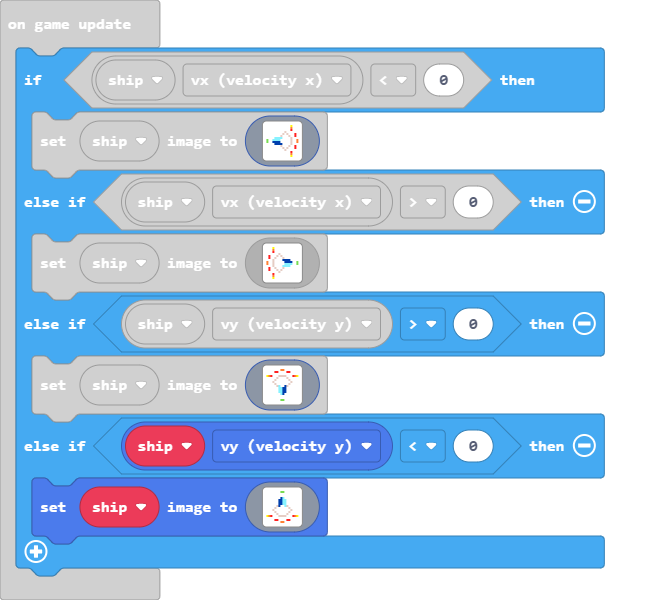 on game update
if ship vx (velocity x) < 0 then
set ship image to
else if ship vx (velocity x) > 0 then
set ship image to
else if ship vy (velocity y) > 0 then
set ship image to
else if ship vy (velocity y) < 0 then
set ship image to